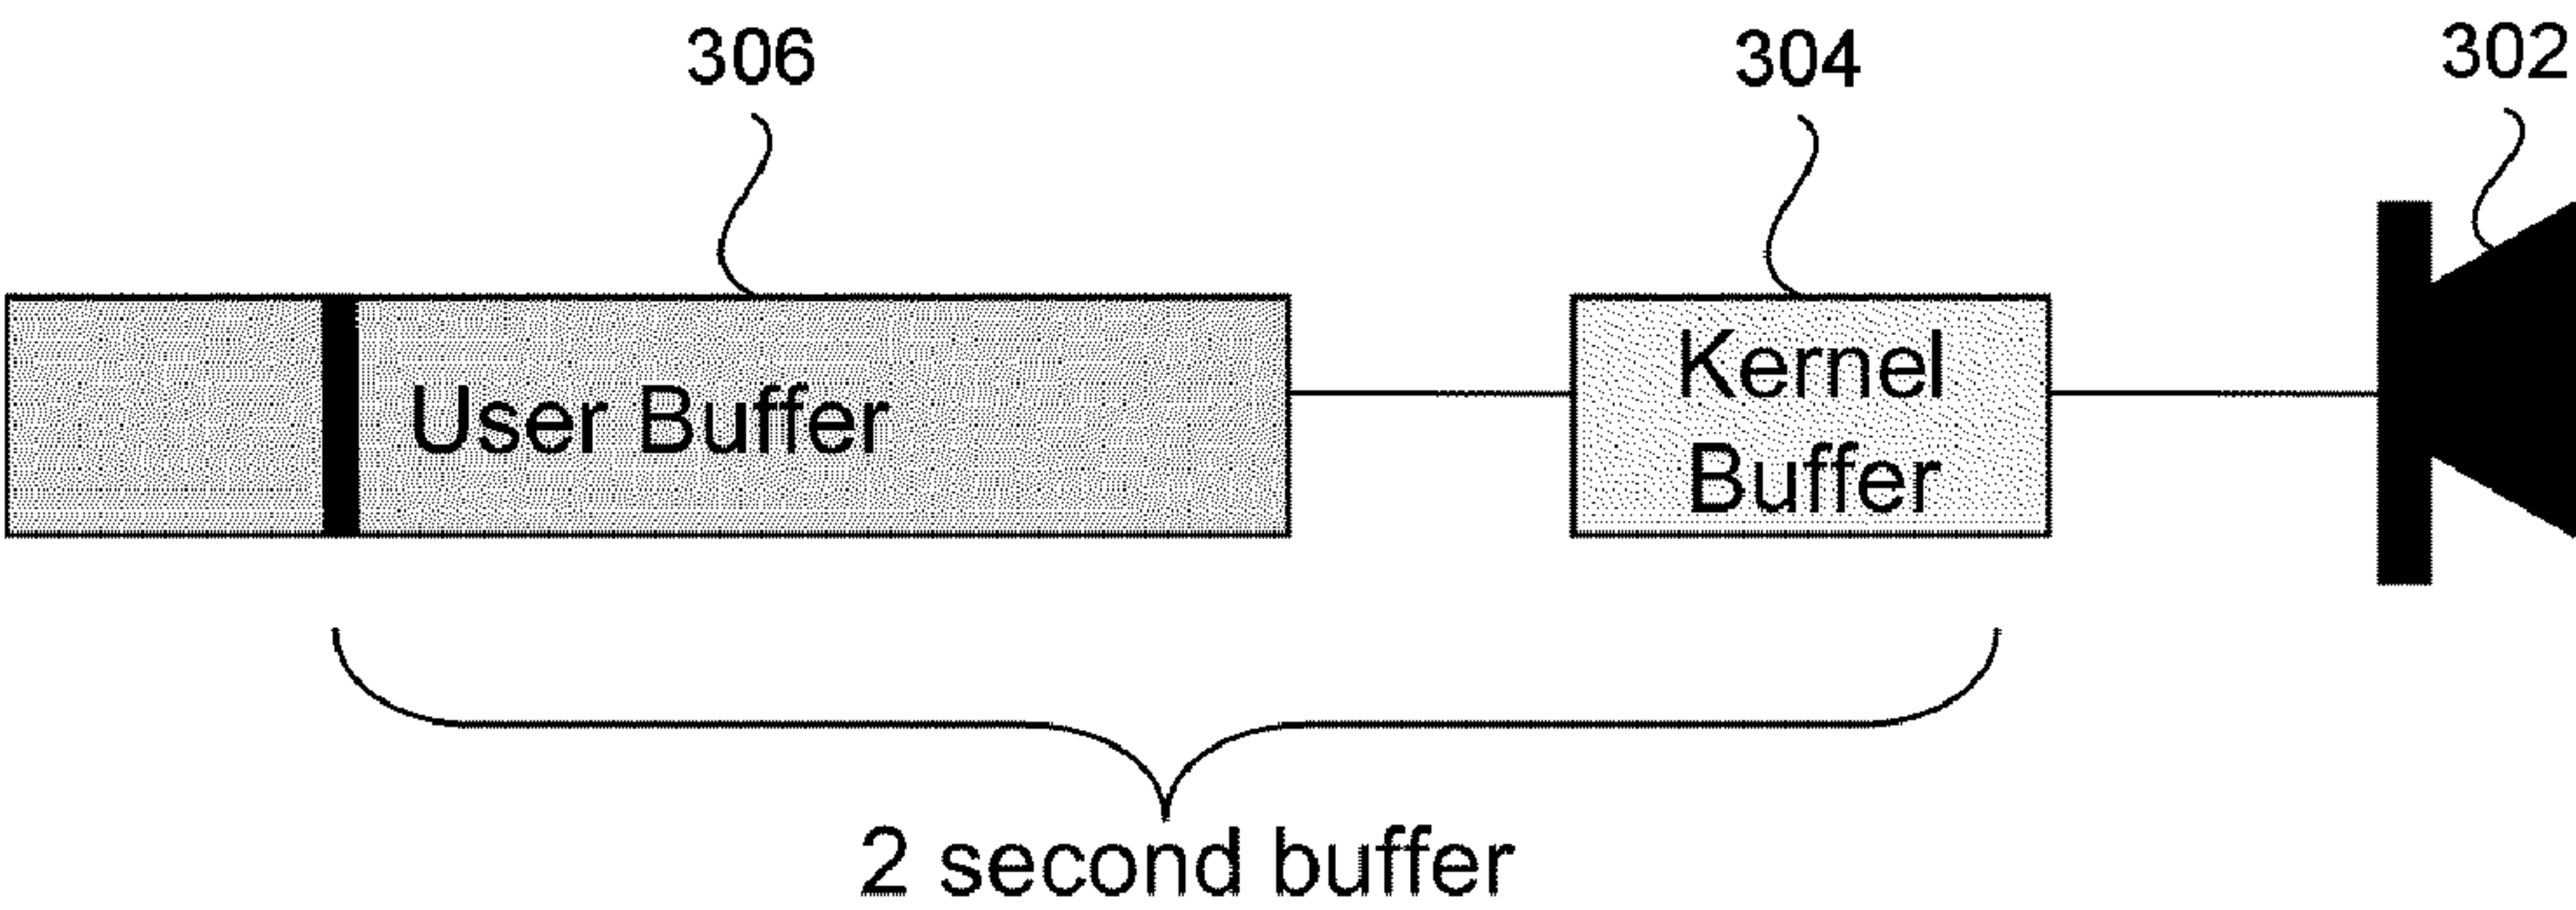 306
304
302
User Buffer
Kernel
Buffer
2 second buffer